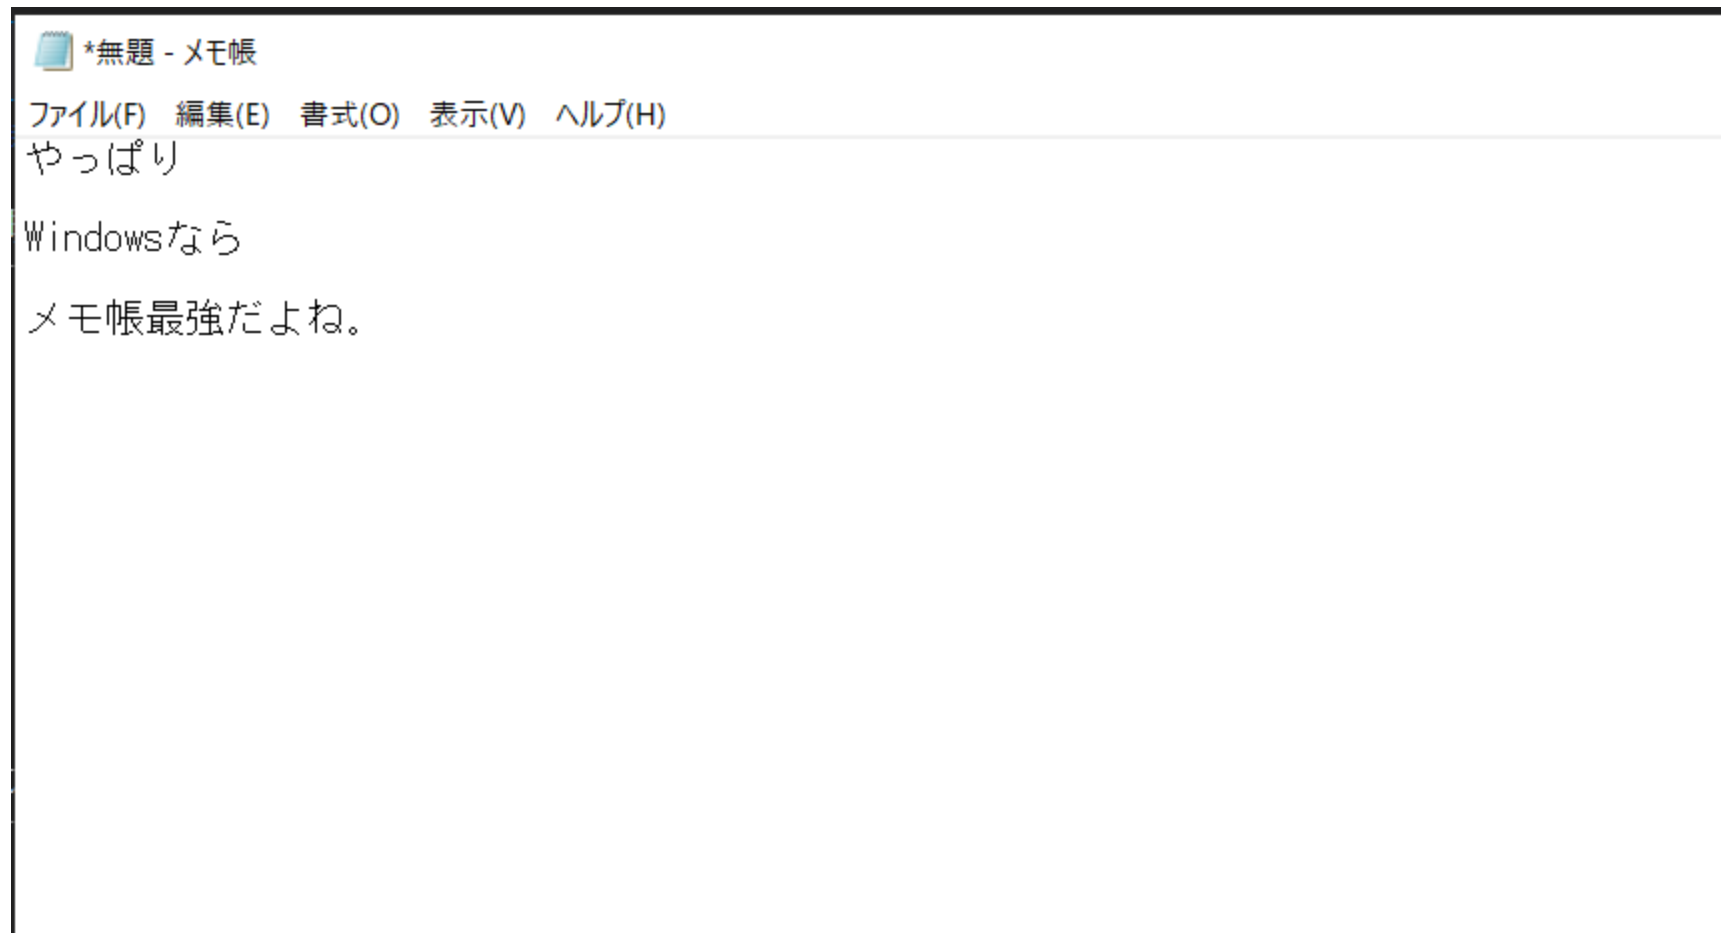 *無題 - メモ帳
ファイル(F) 編集(E) 書式(O) 表示(V) ヘルプ(H)
やっぱり
Windowsなら
メモ帳最強だよね。